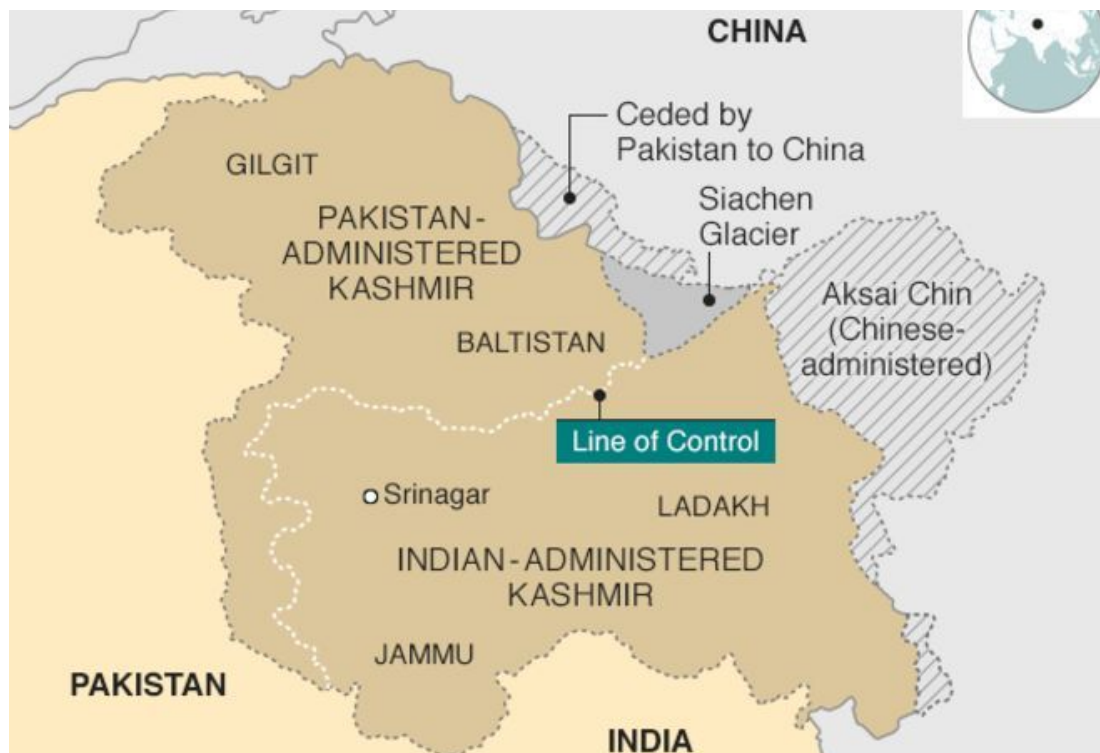 CHINA
Ceded by
Pakistan to China
GILGIT
Siachen
Glacier
PAKISTAN-
ADMINISTERED
KASHMIR
Aksai Chin
(Chinese-
administered)
BALTISTAN
Line of Control
Srinagar
LADAKH
INDIAN-ADMINISTERED
KASHMIR
JAMMU
PAKISTAN
INDIA